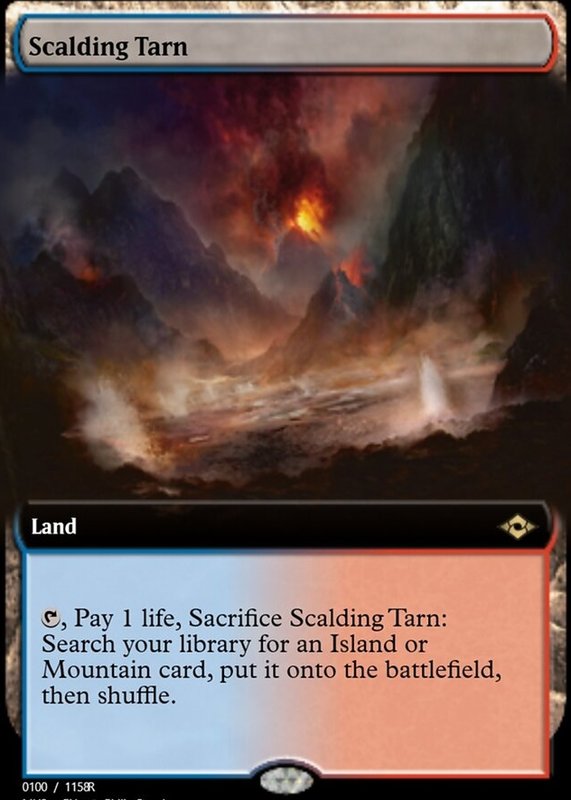 Scalding Tarn
Land
, Pay 1 life, Sacrifice Scalding Tarn:
Search your library for an Island or
Mountain card, put it onto the battlefield,
then shuffle.
0100 / 1158R